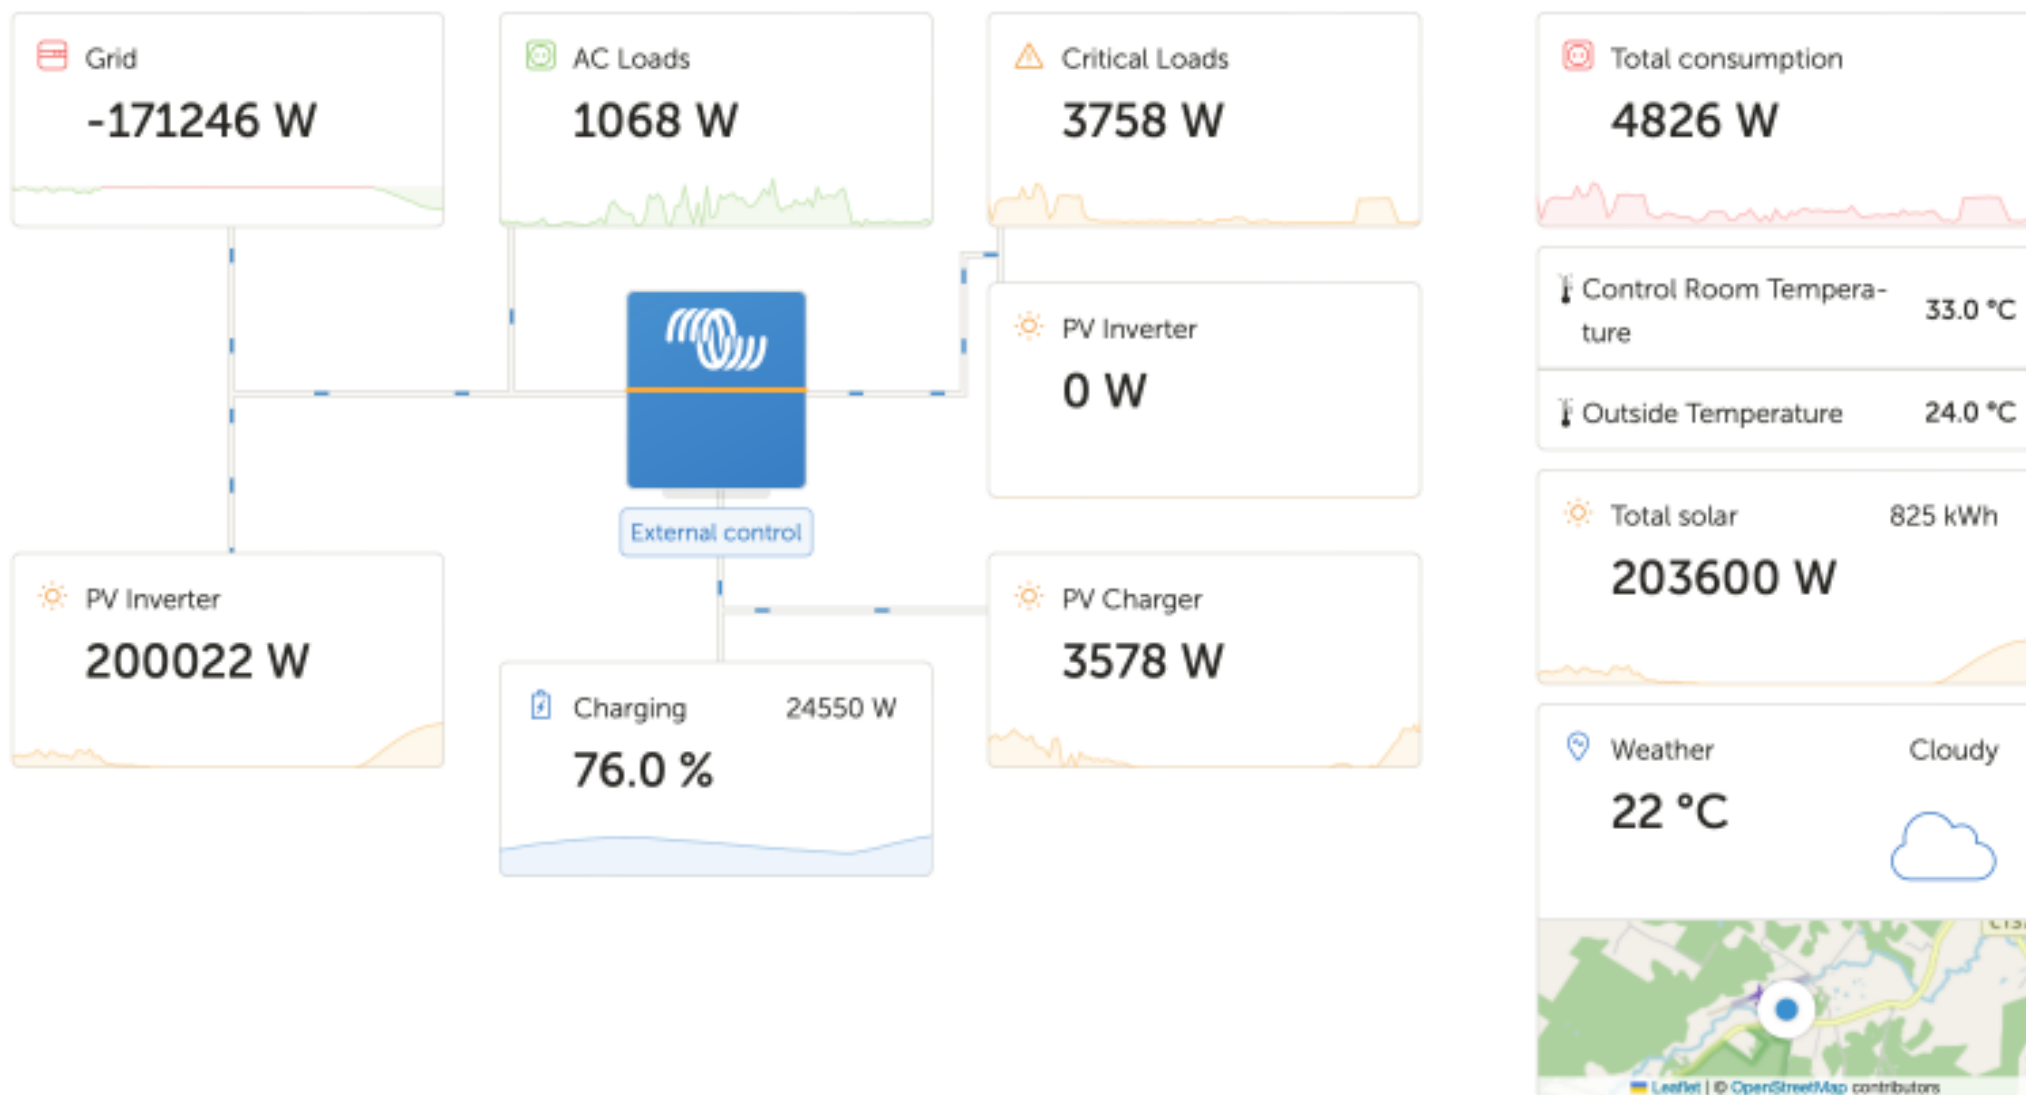 Grid
-171246 W
AC Loads
1068 W
Critical Loads
3758 W
PV Inverter
0 W
External control
PV Inverter
200022 W
Charging 24550 W
76.0 %
PV Charger
3578 W
Total consumption
4826 W
Control Room Tempera-
ture
33.0 °C
Outside Temperature 24.0 °C
Total solar 825 kWh
203600 W
Weather Cloudy
22 °C
Leaflet | © OpenStreetMap contributors